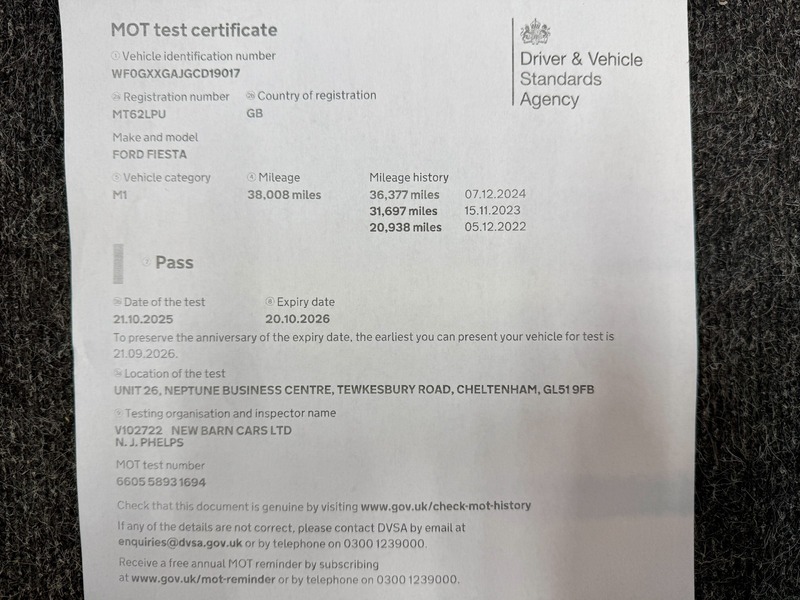 MOT test certificate
Driver & Vehicle
Standards
Agency
Vehicle identification number
WF0GXXGAJGCD19017
Registration number
Country of registration
MT62LPU
GB
Make and model
FORD FIESTA
Vehicle category
Mileage
Mileage history
M1
38,008 miles
36,377 miles 07.12.2024
31,697 miles 15.11.2023
20,938 miles 05.12.2022
Pass
Date of the test
Expiry date
21.10.2025
20.10.2026
To preserve the anniversary of the expiry date, the earliest you can present your vehicle for test is
21.09.2026.
Location of the test
UNIT 26, NEPTUNE BUSINESS CENTRE, TEWKESBURY ROAD, CHELTENHAM, GL51 9FB
Testing organisation and inspector name
V102722 NEW BARN CARS LTD
N. J. PHELPS
MOT test number
6605 5893 1694
Check that this document is genuine by visiting www.gov.uk/check-mot-history
If any of the details are not correct, please contact DVSA by email at
enquiries@dvsa.gov.uk or by telephone on 0300 1239000.
Receive a free annual MOT reminder by subscribing
at www.gov.uk/mot-reminder or by telephone on 0300 1239000.